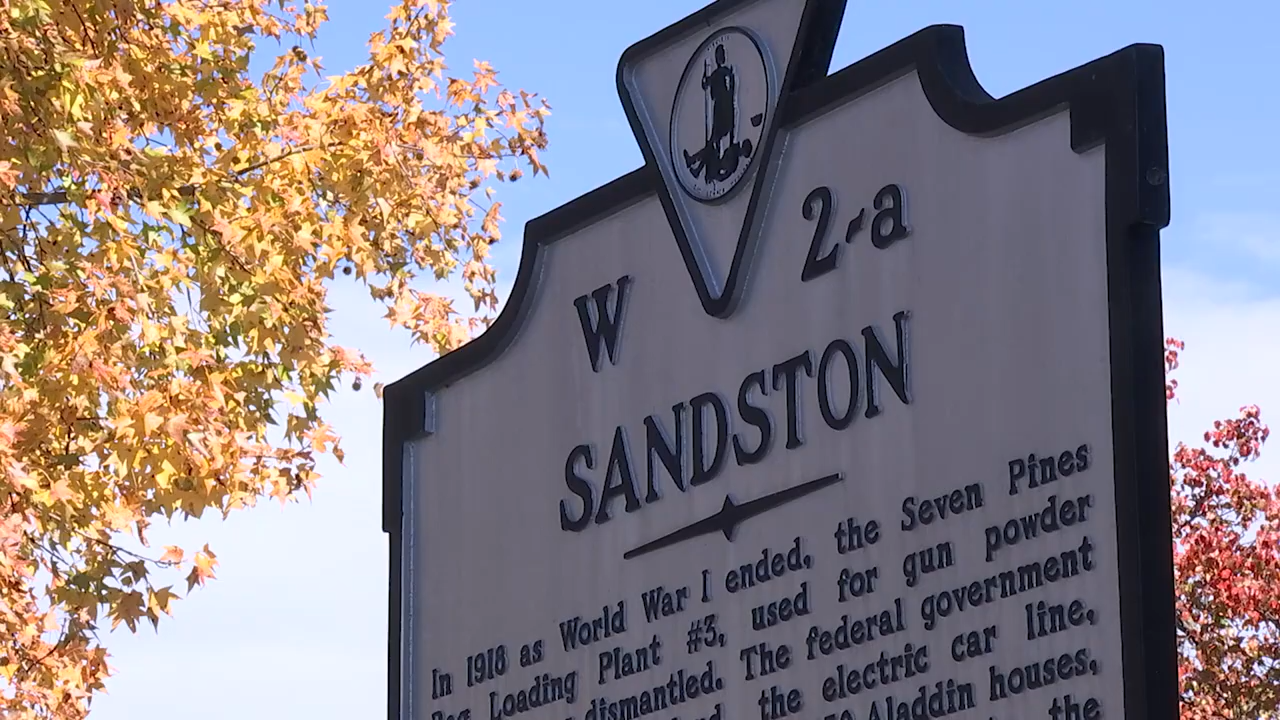 W 2-a
SANDSTON
In 1918 as World War I ended, the Seven Pines
Bag Loading Plant #3, used for gun powder
dismantled. The federal government
the electric car line,
Aladdin houses,
the